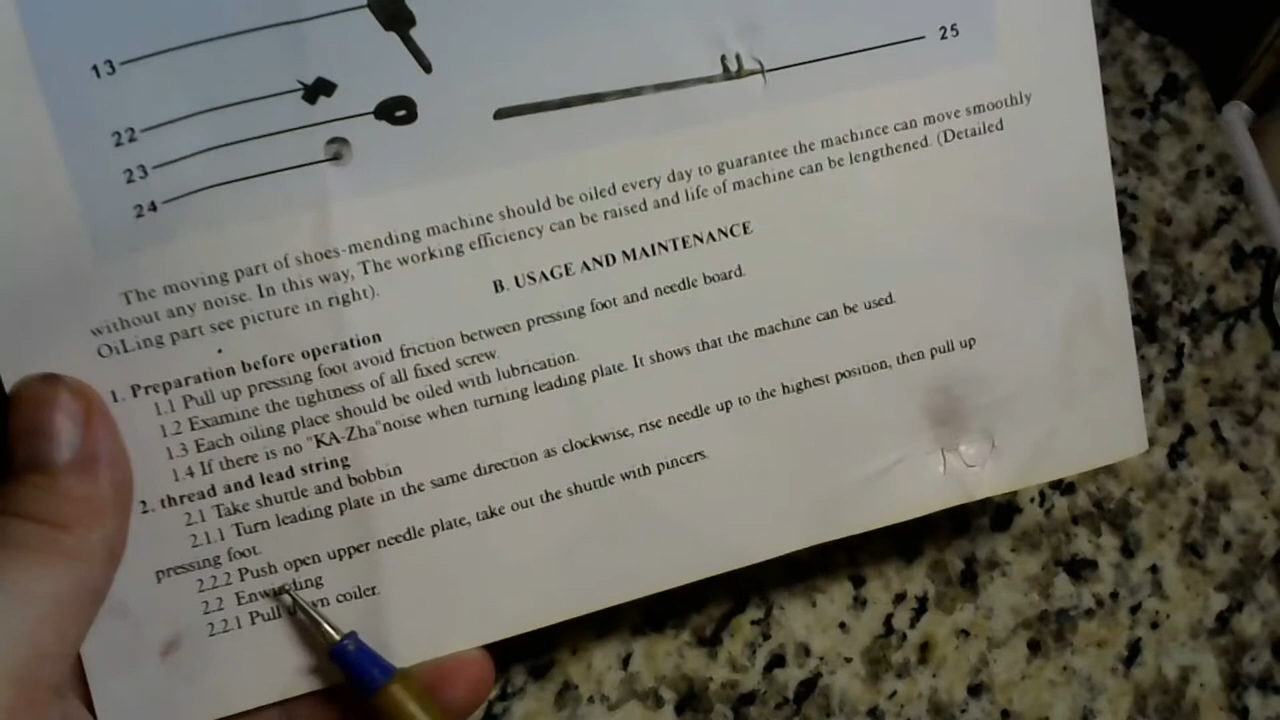 13
22
23
24
25
The moving part of shoes-mending machine should be oiled every day to guarantee the machince can move smoothly
without any noise. In this way, The working efficiency can be raised and life of machine can be lengthened. (Detailed
OiLing part see picture in right).
B. USAGE AND MAINTENANCE
1. Preparation before operation
1.1 Pull up pressing foot avoid friction between pressing foot and needle board.
1.2 Examine the tightness of all fixed screw.
1.3 Each oiling place should be oiled with lubrication.
1.4 If there is no "KA-Zha"noise when turning leading plate. It shows that the machine can be used.
2. thread and lead string
2.1 Take shuttle and bobbin
2.1.1 Turn leading plate in the same direction as clockwise, rise needle up to the highest position, then pull up
pressing foot.
2.2.2 Push open upper needle plate, take out the shuttle with pincers.
2.2 Enwinding
2.2.1 Pull down coiler.